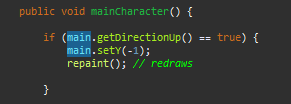 public void mainCharacter() {
if (main.getDirectionUp() == true) {
main.setY(-1);
repaint(); // redraws
}